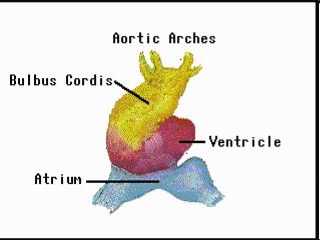 Aortic Arches
Bulbus Cordis
Ventricle
Atrium